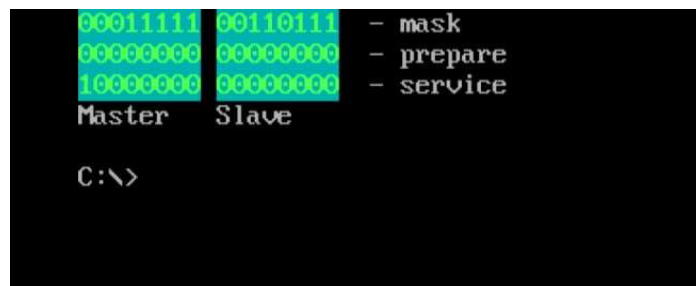 00011111 00110111 - mask
00000000 00000000 - prepare
10000000 00000000 - service
Master Slave
C:\>